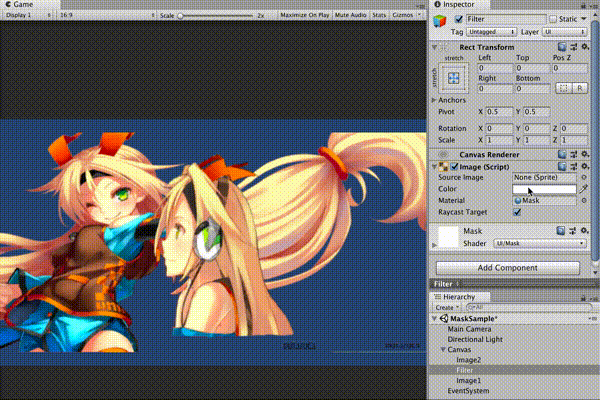 Game
Display 1
16:9
Scale
2x
Maximize On Play
Mute Audio
Stats
Gizmos
Inspector
Filter
Static
Tag
Untagged
Layer
UI
Rect Transform
stretch
stretch
Left
Top
Pos Z
0
0
0
Right
Bottom
0
0
R
Anchors
Pivot
X 0.5
Y 0.5
Rotation
X 0
Y 0
Z 0
Scale
X 1
Y 1
Z 1
Canvas Renderer
Image (Script)
Source Image
None (Sprite)
Color
Material
Mask
Raycast Target
Mask
Shader
UI/Mask
Add Component
Filter
Hierarchy
Create
All
MaskSample*
Main Camera
Directional Light
Canvas
Image2
Filter
Image1
EventSystem